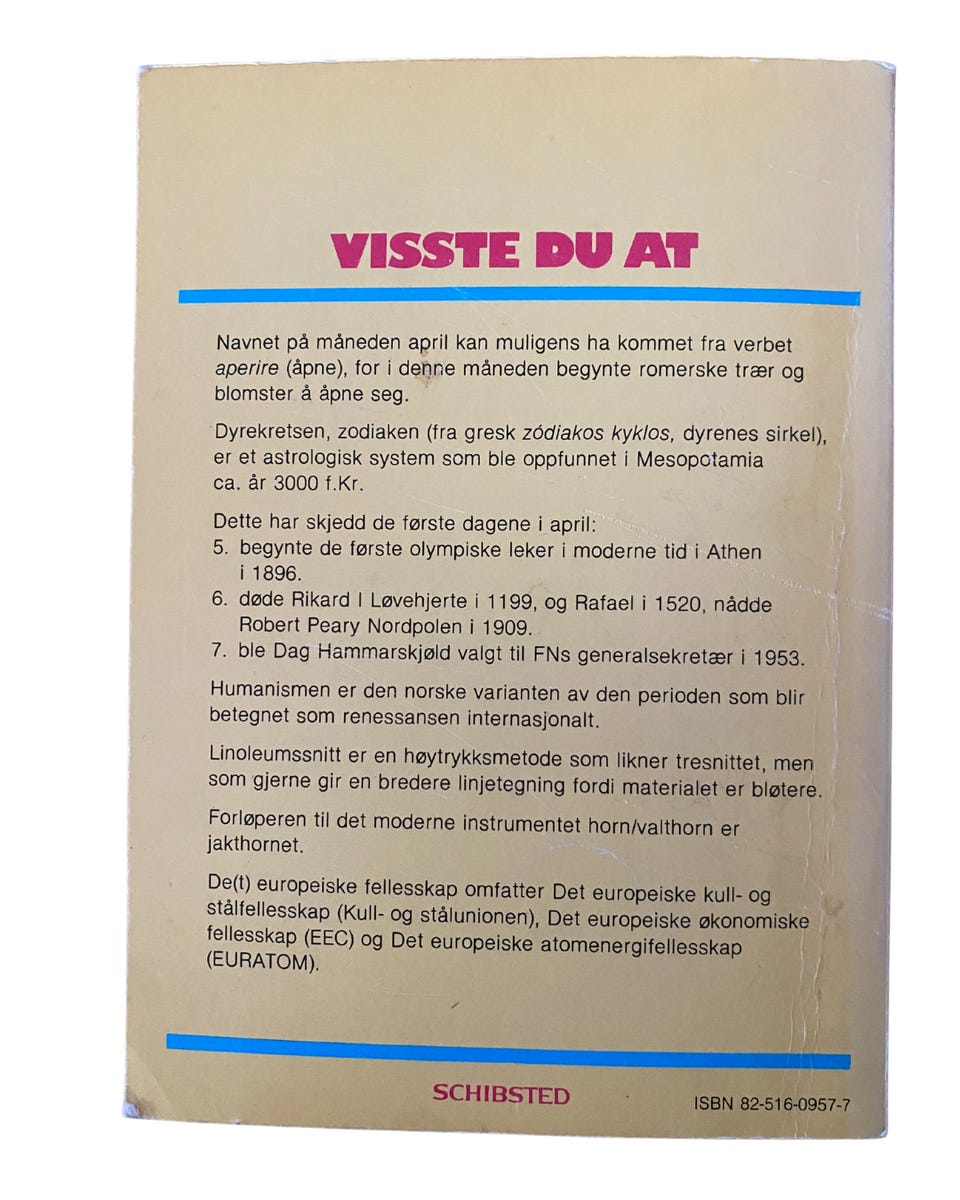 VISSTE DU AT
Navnet på måneden april kan muligens ha kommet fra verbet
aperire (åpne), for i denne måneden begynte romerske trær og
blomster å åpne seg.
Dyrekretsen, zodiaken (fra gresk zódiakos kyklos, dyrenes sirkel),
er et astrologisk system som ble oppfunnet i Mesopotamia
ca. år 3000 f.Kr.
Dette har skjedd de første dagene i april:
5. begynte de første olympiske leker i moderne tid i Athen
i 1896.
6. døde Rikard I Løvehjerte i 1199, og Rafael i 1520, nådde
Robert Peary Nordpolen i 1909.
7. ble Dag Hammarskjøld valgt til FNs generalsekretær i 1953.
Humanismen er den norske varianten av den perioden som blir
betegnet som renessansen internasjonalt.
Linoleumssnitt er en høytrykksmetode som likner tresnittet, men
som gjerne gir en bredere linjetegning fordi materialet er bløtere.
Forløperen til det moderne instrumentet horn/valthorn er
jakthornet.
De(t) europeiske fellesskap omfatter Det europeiske kull- og
stålfellesskap (Kull- og stålunionen), Det europeiske økonomiske
fellesskap (EEC) og Det europeiske atomenergifellesskap
(EURATOM).
SCHIBSTED
ISBN 82-516-0957-7